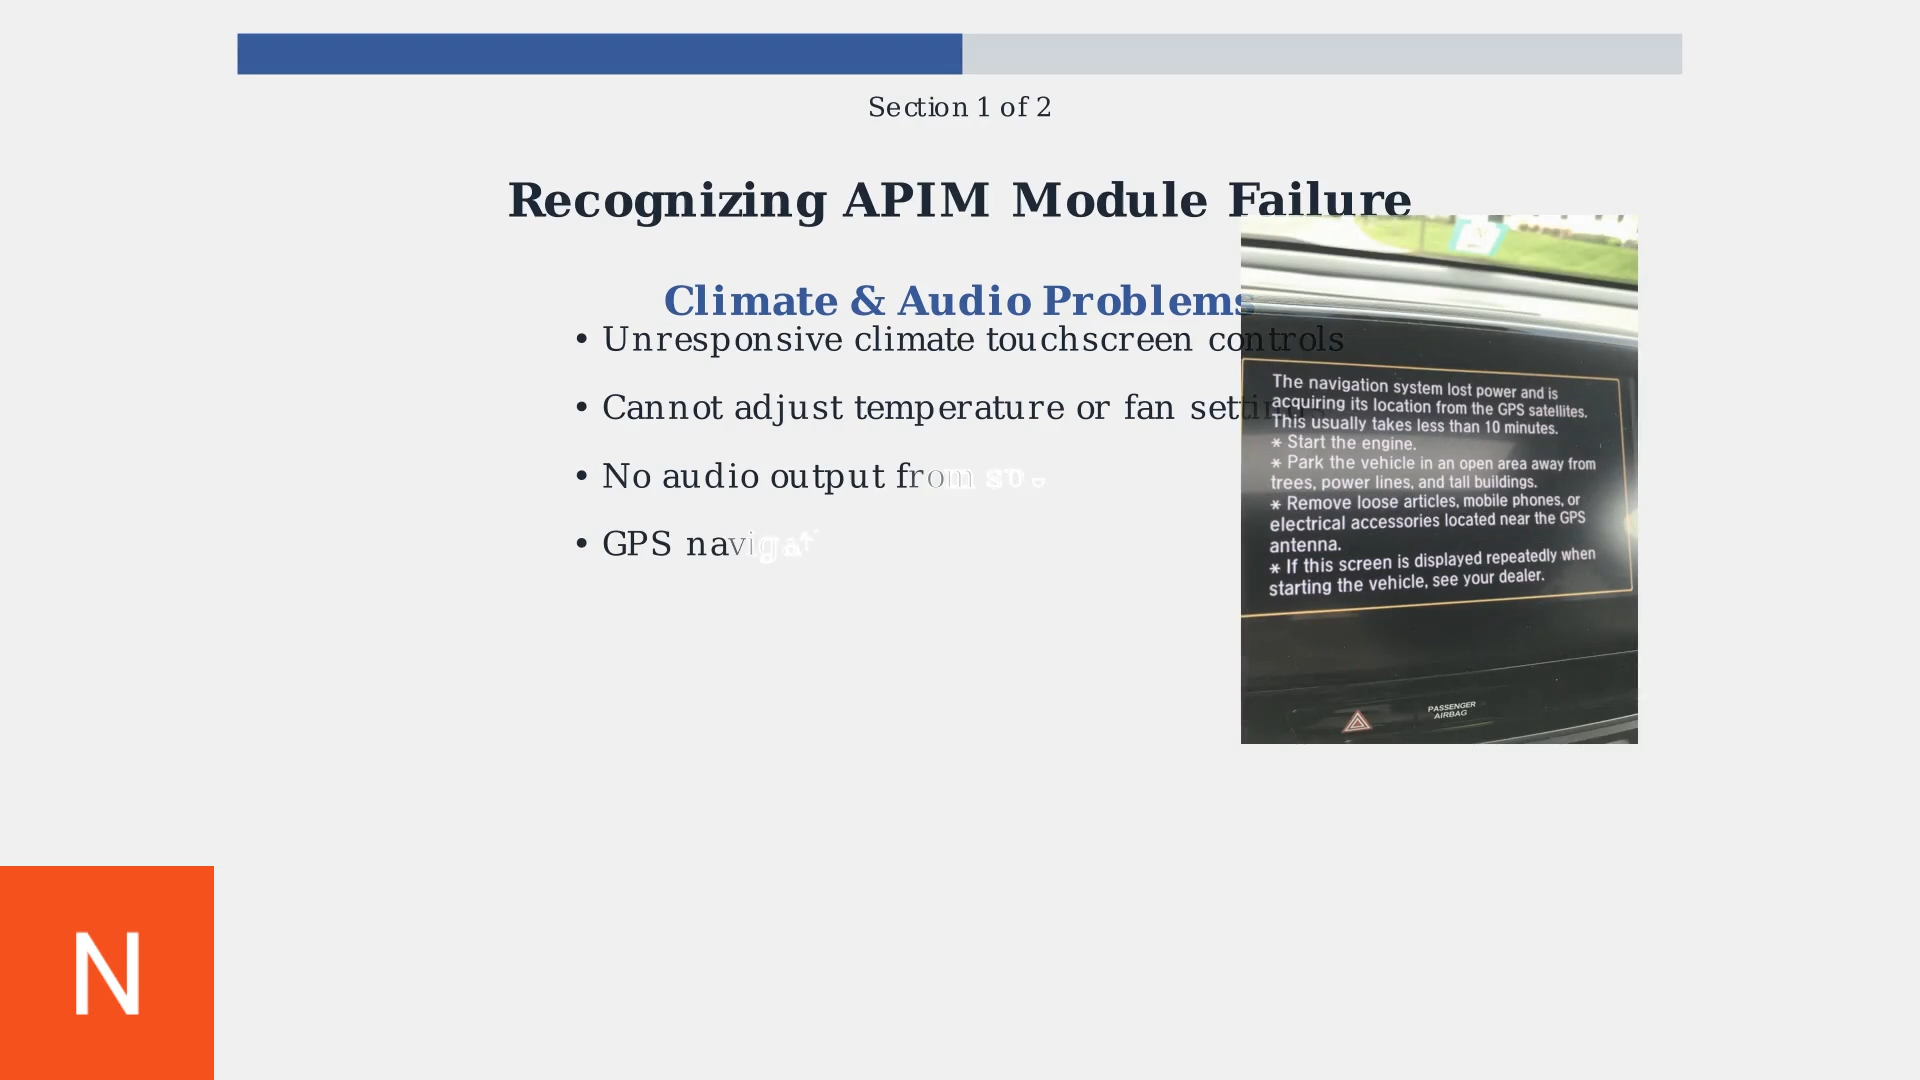 Section 1 of 2
Recognizing APIM Module Failure
Climate & Audio Problems
• Unresponsive climate touchscreen controls
• Cannot adjust temperature or fan settings
• No audio output from
• GPS
The navigation system lost power and is
acquiring its location from the GPS satellites.
This usually takes less than 10 minutes.
* Start the engine.
* Park the vehicle in an open area away from
trees, power lines, and tall buildings.
* Remove loose articles, mobile phones, or
electrical accessories located near the GPS
antenna.
* If this screen is displayed repeatedly when
starting the vehicle, see your dealer.
PASSENGER
AIRBAG
N